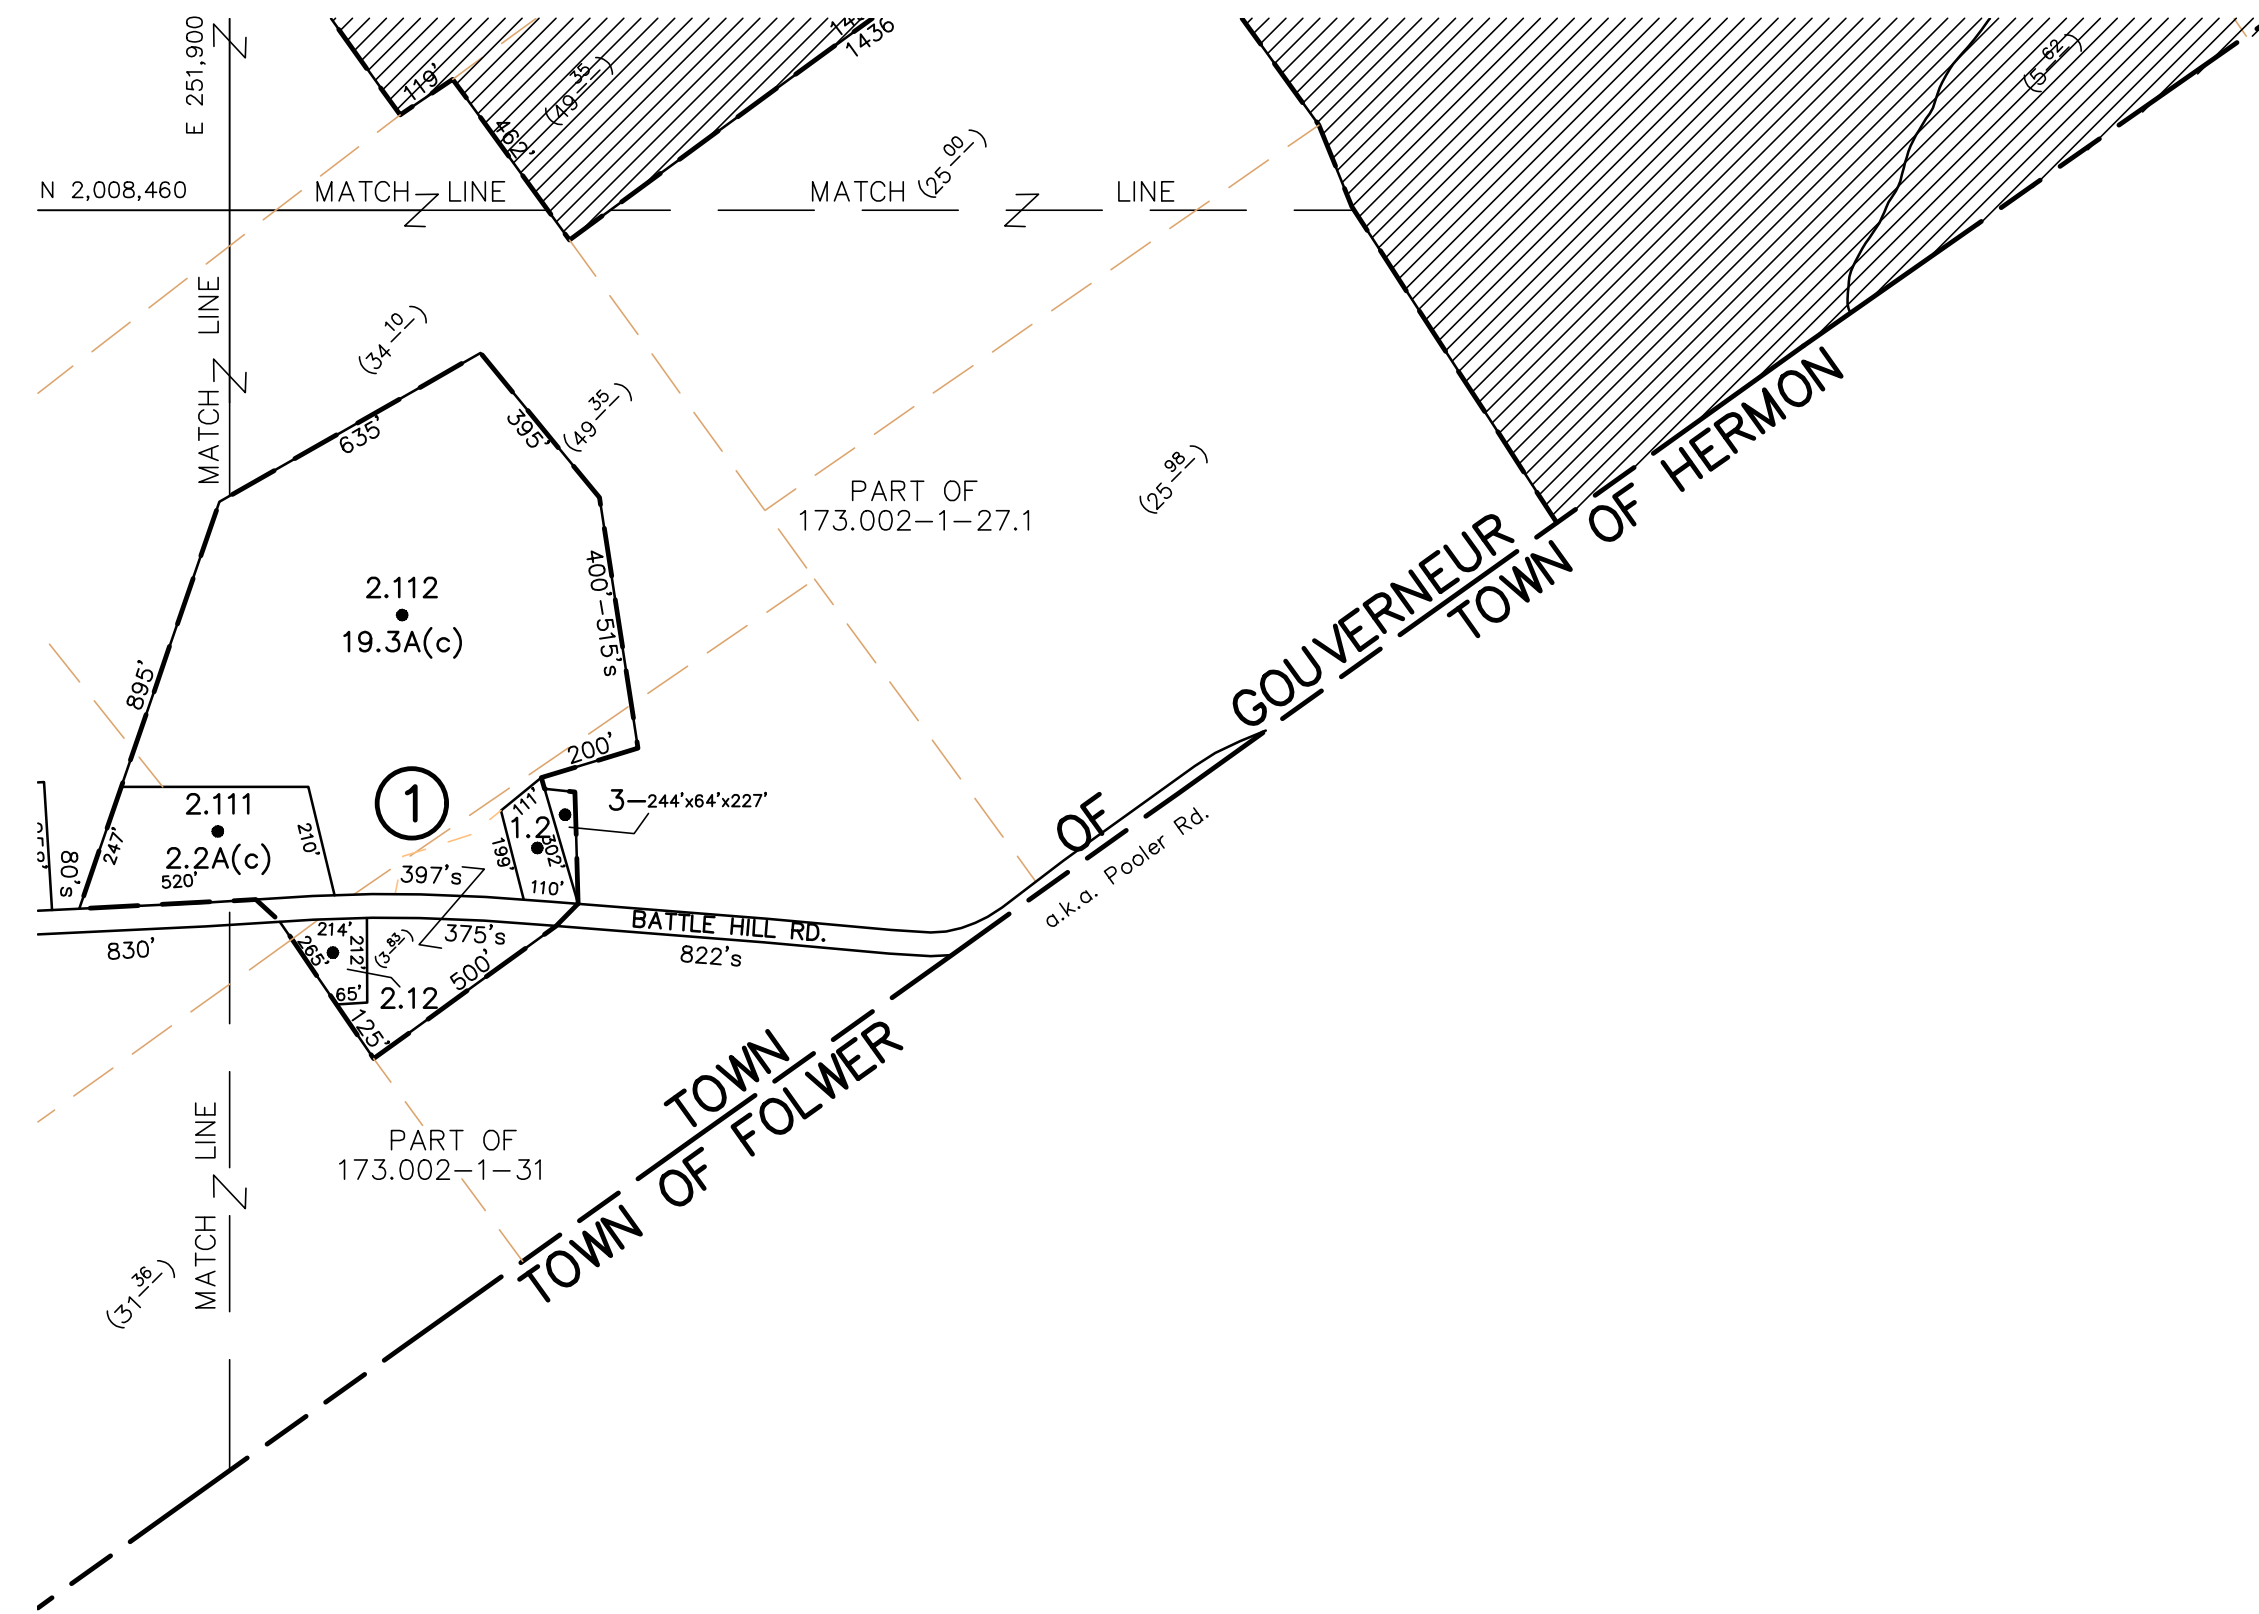 E 251,900
119'
1436
(49-35)
(5-62)
462'
(25-00)
N 2,008,460
MATCH LINE
MATCH LINE
MATCH LINE
(34-10)
635'
395'
(49-35)
(25-98)
PART OF
173.002-1-27.1
TOWN OF GOUVERNEUR
TOWN OF HERMON
2.112
19.3A(c)
400'-515's
895'
200'
1
2.111
2.2A(c)
520'
247'
210'
80's
111'
1.2
199'
302'
110'
3-244'x64'x227'
397's
a.k.a. Pooler Rd.
BATTLE HILL RD.
830'
822's
214'
265'
212'
(3-83)
375's
500'
65'
2.12
125'
TOWN OF FOLWER
PART OF
173.002-1-31
MATCH LINE
(31-36)